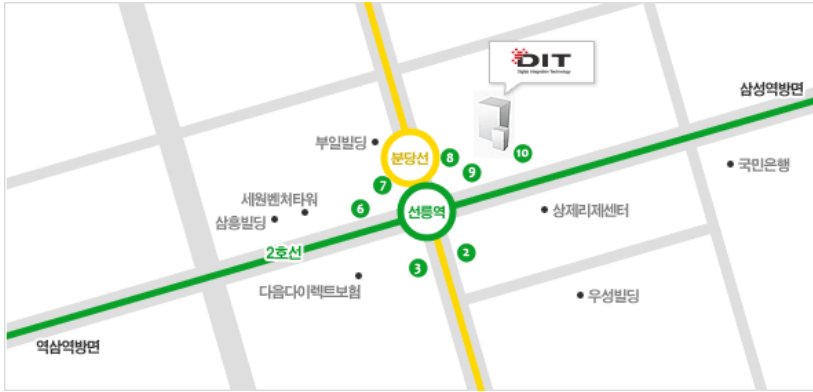 DIT
Digital Integration Technology
삼성역방면
부일빌딩
분당선
8
10
9
국민은행
7
세원벤처타워
6
선릉역
상제리제센터
삼흥빌딩
2호선
2
3
다음다이렉트보험
우성빌딩
역삼역방면